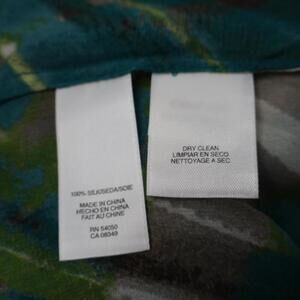 100% SILK/SEDA/SOIE
MADE IN CHINA
HECHO EN CHINA
FAIT AU CHINE
RN 54050
CA 08349
DRY CLEAN
LIMPIAR EN SECO
NETTOYAGE A SEC